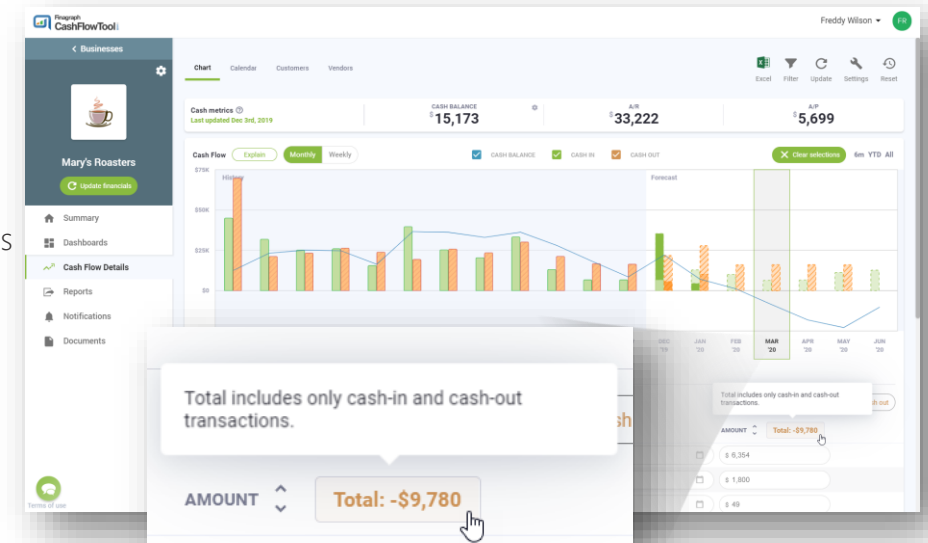 Finagraph
CashFlowTool
Freddy Wilson
FR
Businesses
Chart Calendar Customers Vendors
Excel Filter Update Settings Reset
Cash metrics
Last updated Dec 3rd, 2019
CASH BALANCE
$15,173
A/R
$33,222
A/P
$5,699
Mary's Roasters
Update financials
Cash Flow Explain Monthly Weekly
CASH BALANCE CASH IN CASH OUT
Clear selections 6m YTD All
$75K
History
Forecast
$50K
$25K
$0
s
Summary
Dashboards
Cash Flow Details
Reports
Notifications
Documents
DEC JAN FEB MAR APR MAY JUN
'19 '20 '20 '20 '20 '20 '20
Total includes only cash-in and cash-out
transactions.
sh out
AMOUNT Total: -$9,780
$ 6,354
$ 1,800
$ 49
Total includes only cash-in and cash-out
transactions.
sh
AMOUNT Total: -$9,780
Terms of use